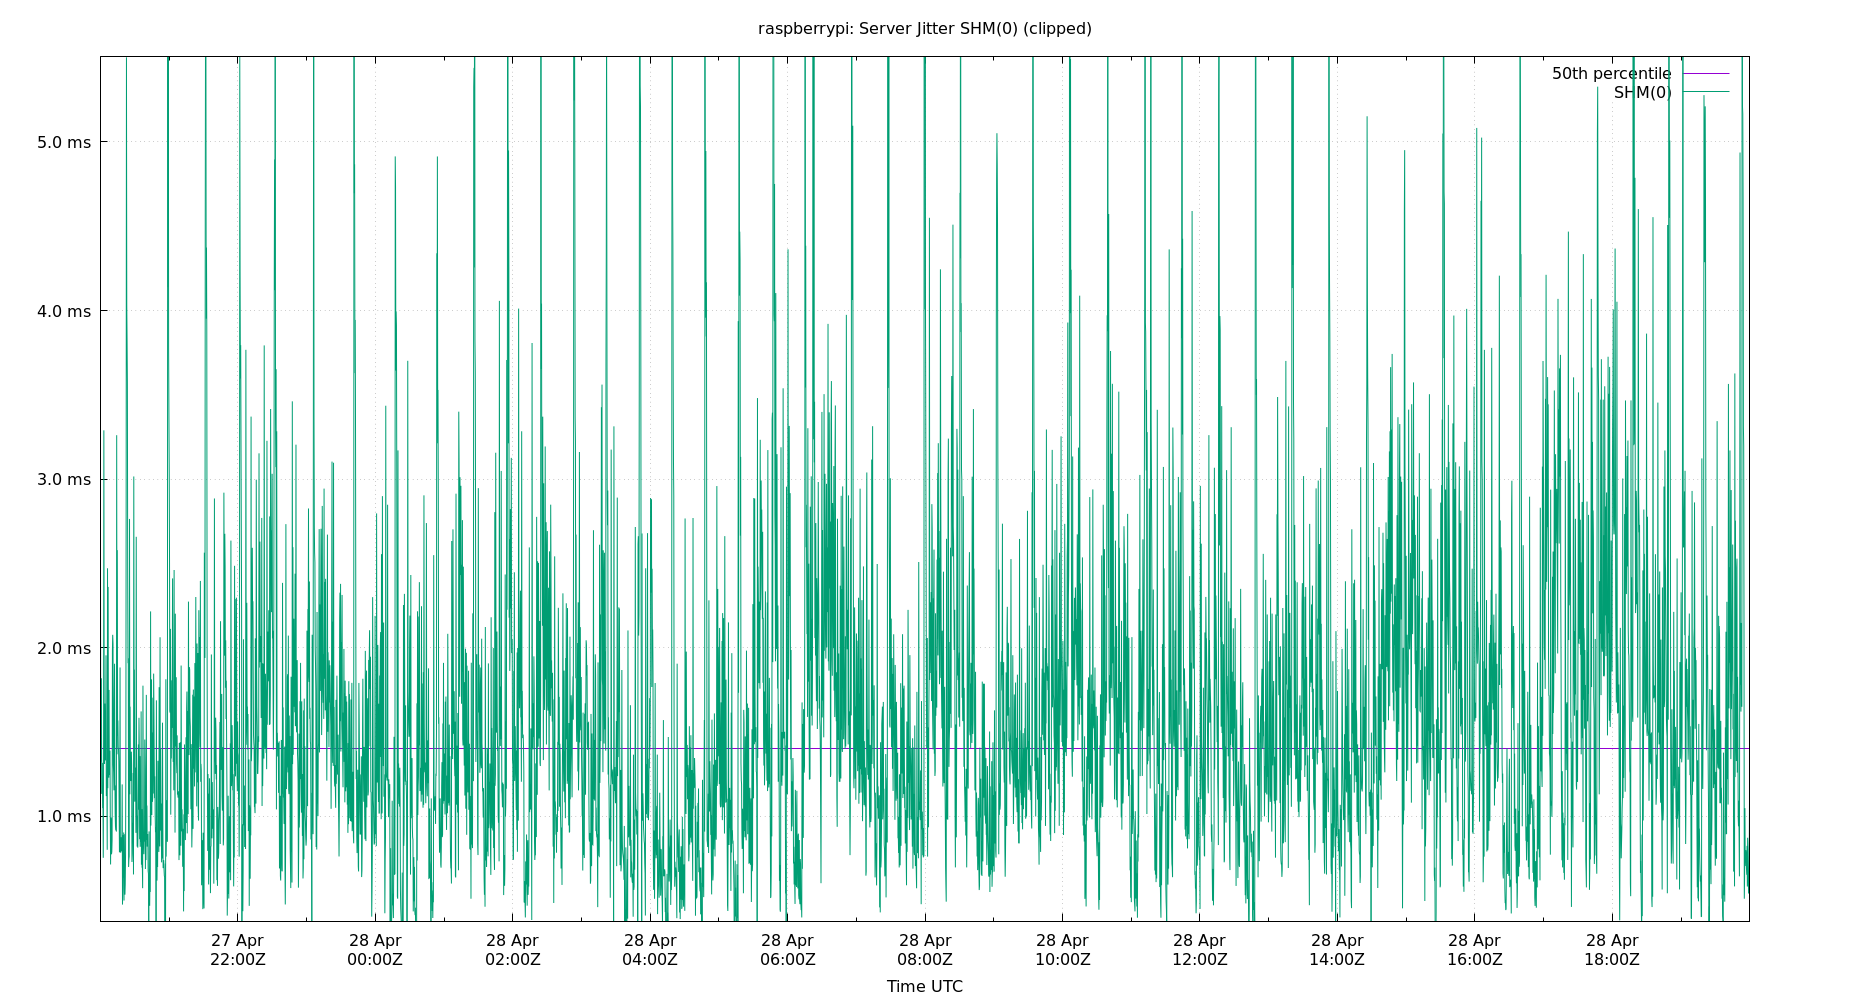 raspberrypi: Server Jitter SHM(0) (clipped)
50th percentile
SHM(0)
5.0 ms
4.0 ms
3.0 ms
2.0 ms
1.0 ms
27 Apr 28 Apr 28 Apr 28 Apr 28 Apr 28 Apr 28 Apr 28 Apr 28 Apr 28 Apr 28 Apr
22:00Z 00:00Z 02:00Z 04:00Z 06:00Z 08:00Z 10:00Z 12:00Z 14:00Z 16:00Z 18:00Z
Time UTC